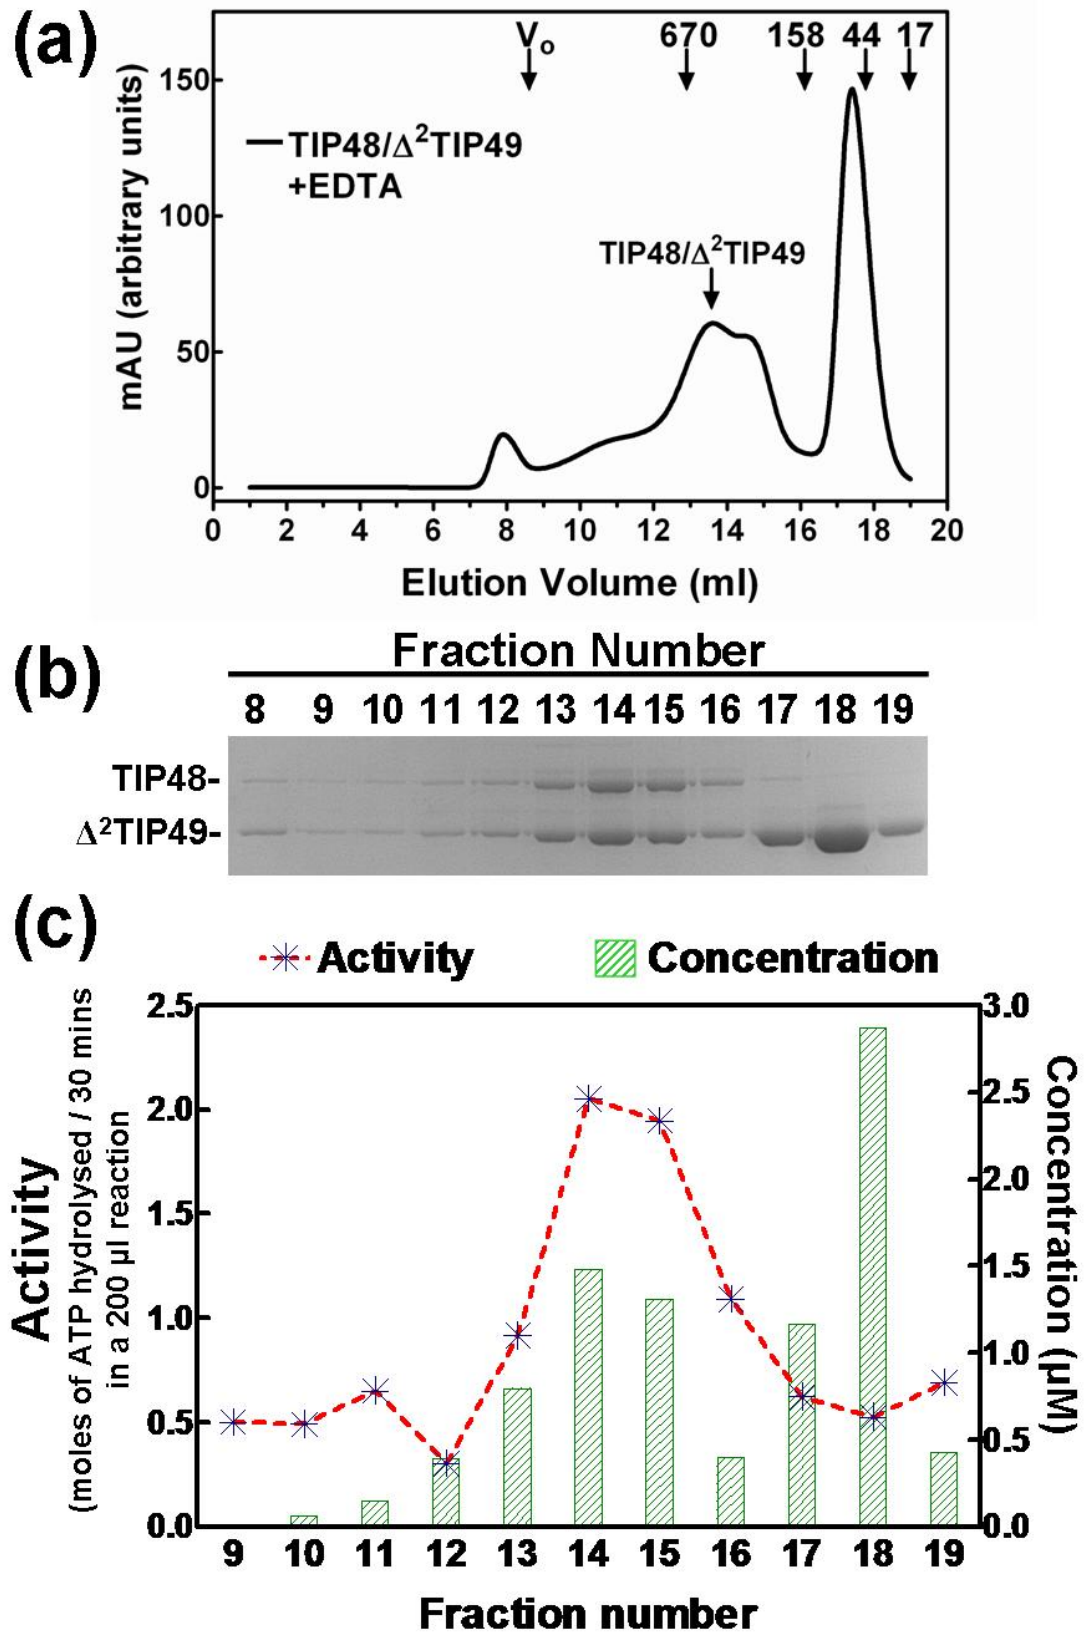 (a)
V₀ 670 158 44 17
mAU (arbitrary units)
150
100
50
0
TIP48/Δ²TIP49
+EDTA
TIP48/Δ²TIP49
0 2 4 6 8 10 12 14 16 18 20
Elution Volume (ml)
(b)
Fraction Number
8 9 10 11 12 13 14 15 16 17 18 19
TIP48-
Δ²TIP49-
(c)
Activity Concentration
Activity
(moles of ATP hydrolysed / 30 mins
in a 200 µl reaction
2.5
2.0
1.5
1.0
0.5
0.0
3.0
2.5
2.0
1.5
1.0
0.5
0.0
Concentration (µM)
9 10 11 12 13 14 15 16 17 18 19
Fraction number